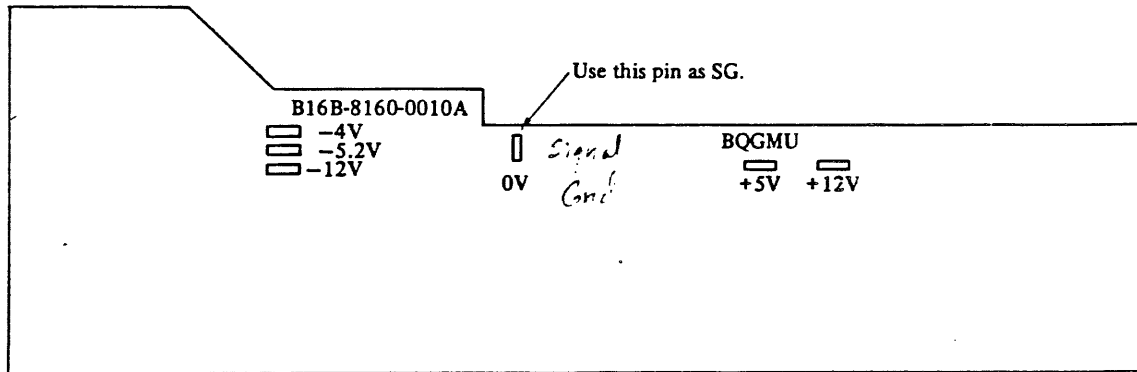 Use this pin as SG.
B16B-8160-0010A
−4V
−5.2V
−12V
0V
Signal
Gnd
BQGMU
+5V
+12V